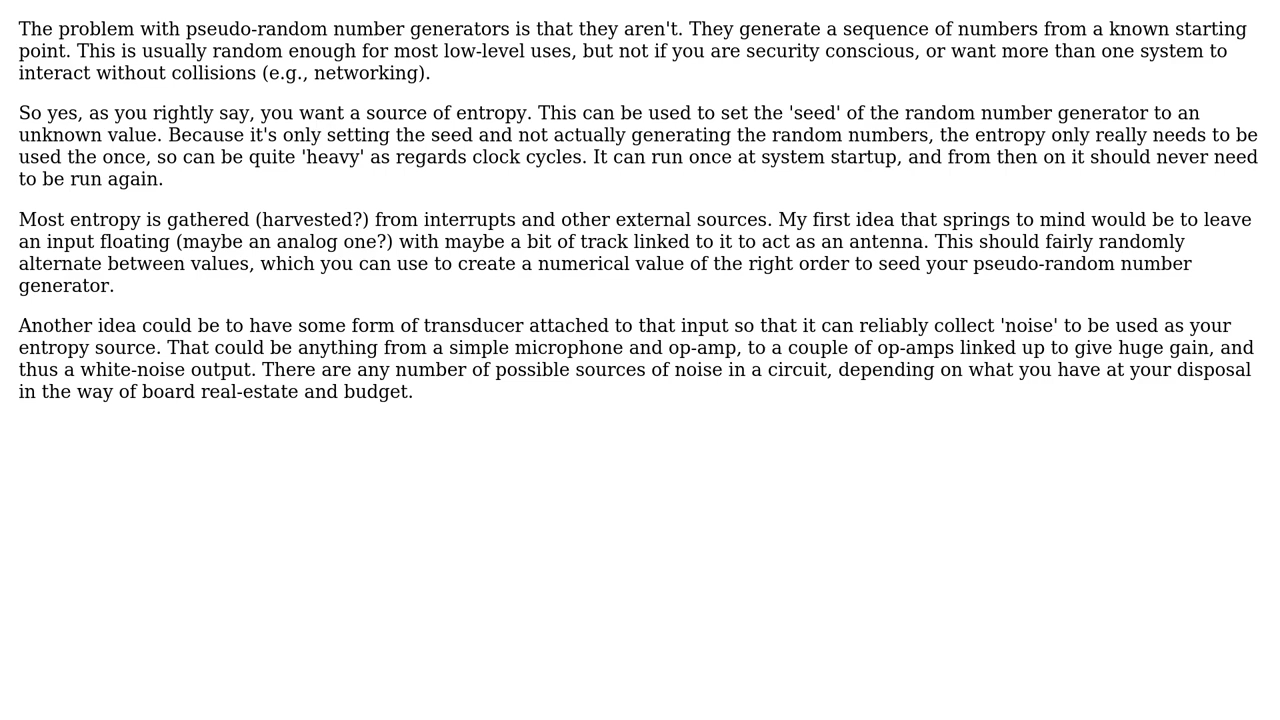 The problem with pseudo-random number generators is that they aren't. They generate a sequence of numbers from a known starting
point. This is usually random enough for most low-level uses, but not if you are security conscious, or want more than one system to
interact without collisions (e.g., networking).
So yes, as you rightly say, you want a source of entropy. This can be used to set the 'seed' of the random number generator to an
unknown value. Because it's only setting the seed and not actually generating the random numbers, the entropy only really needs to be
used the once, so can be quite 'heavy' as regards clock cycles. It can run once at system startup, and from then on it should never need
to be run again.
Most entropy is gathered (harvested?) from interrupts and other external sources. My first idea that springs to mind would be to leave
an input floating (maybe an analog one?) with maybe a bit of track linked to it to act as an antenna. This should fairly randomly
alternate between values, which you can use to create a numerical value of the right order to seed your pseudo-random number
generator.
Another idea could be to have some form of transducer attached to that input so that it can reliably collect 'noise' to be used as your
entropy source. That could be anything from a simple microphone and op-amp, to a couple of op-amps linked up to give huge gain, and
thus a white-noise output. There are any number of possible sources of noise in a circuit, depending on what you have at your disposal
in the way of board real-estate and budget.